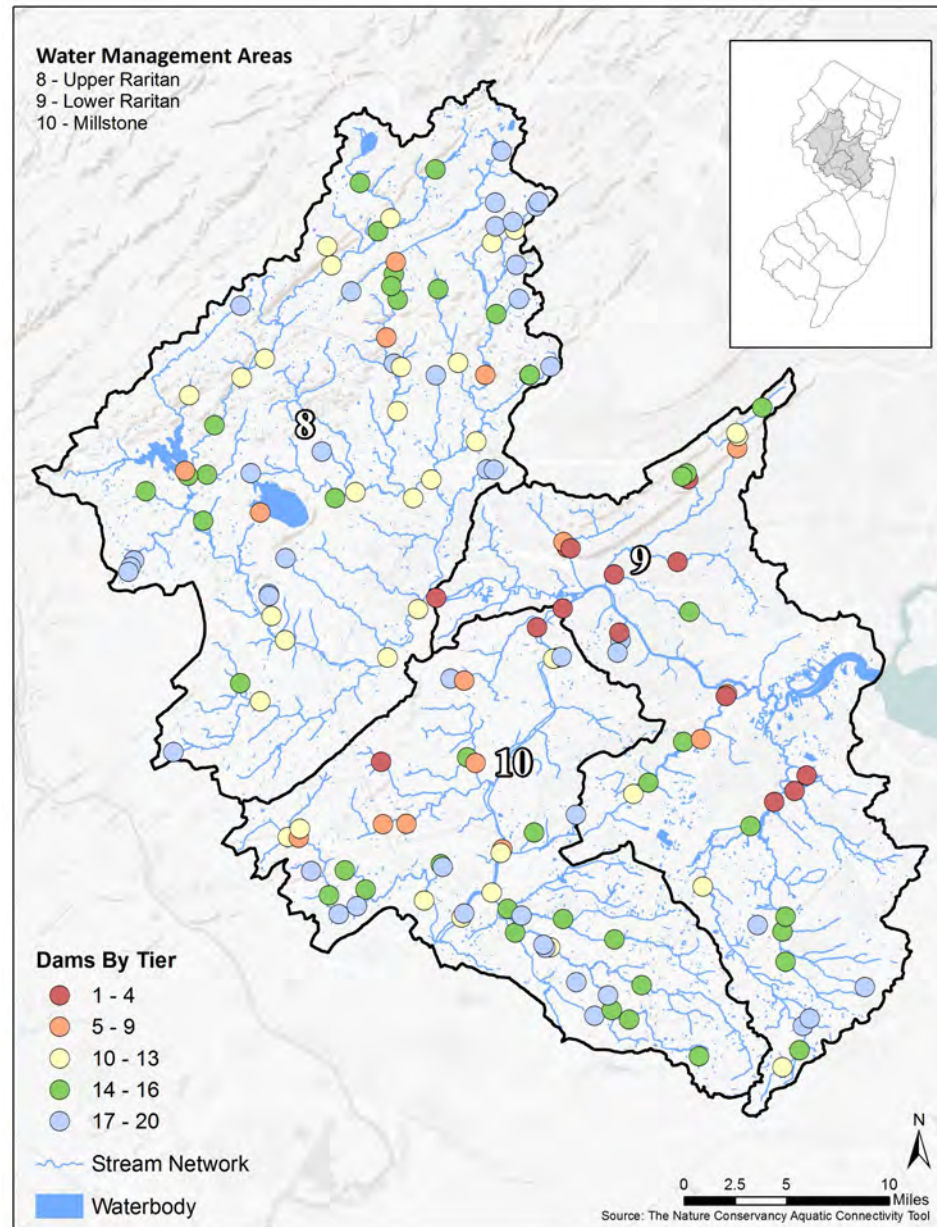 Water Management Areas
8 - Upper Raritan
9 - Lower Raritan
10 - Millstone
8
9
10
Dams By Tier
1 - 4
5 - 9
10 - 13
14 - 16
17 - 20
Stream Network
Waterbody
N
0 2.5 5 10
Miles
Source: The Nature Conservancy Aquatic Connectivity Tool